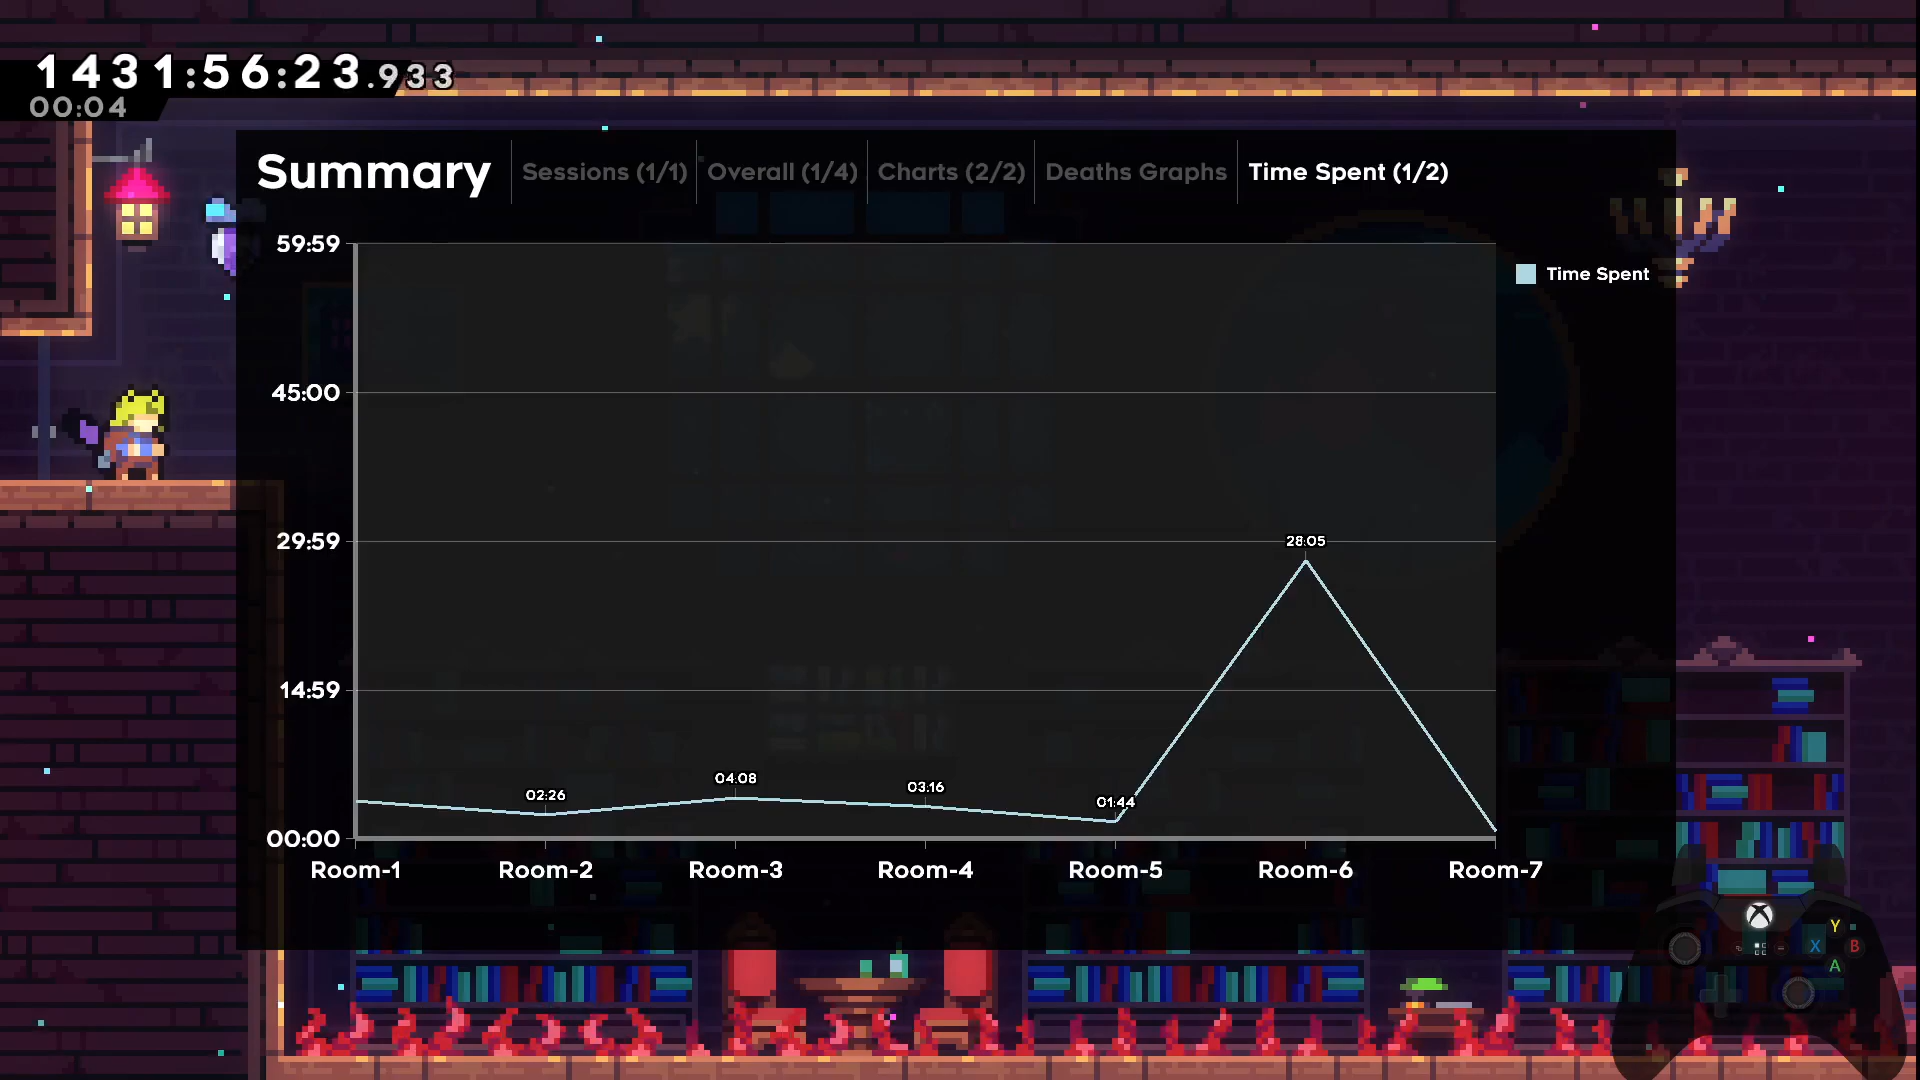 1431:56:23.933
00:04
Summary
Sessions (1/1)
Overall (1/4)
Charts (2/2)
Deaths Graphs
Time Spent (1/2)
59:59
45:00
29:59
14:59
00:00
Time Spent
02:26
04:08
03:16
01:44
28:05
Room-1
Room-2
Room-3
Room-4
Room-5
Room-6
Room-7
Y
X
B
A